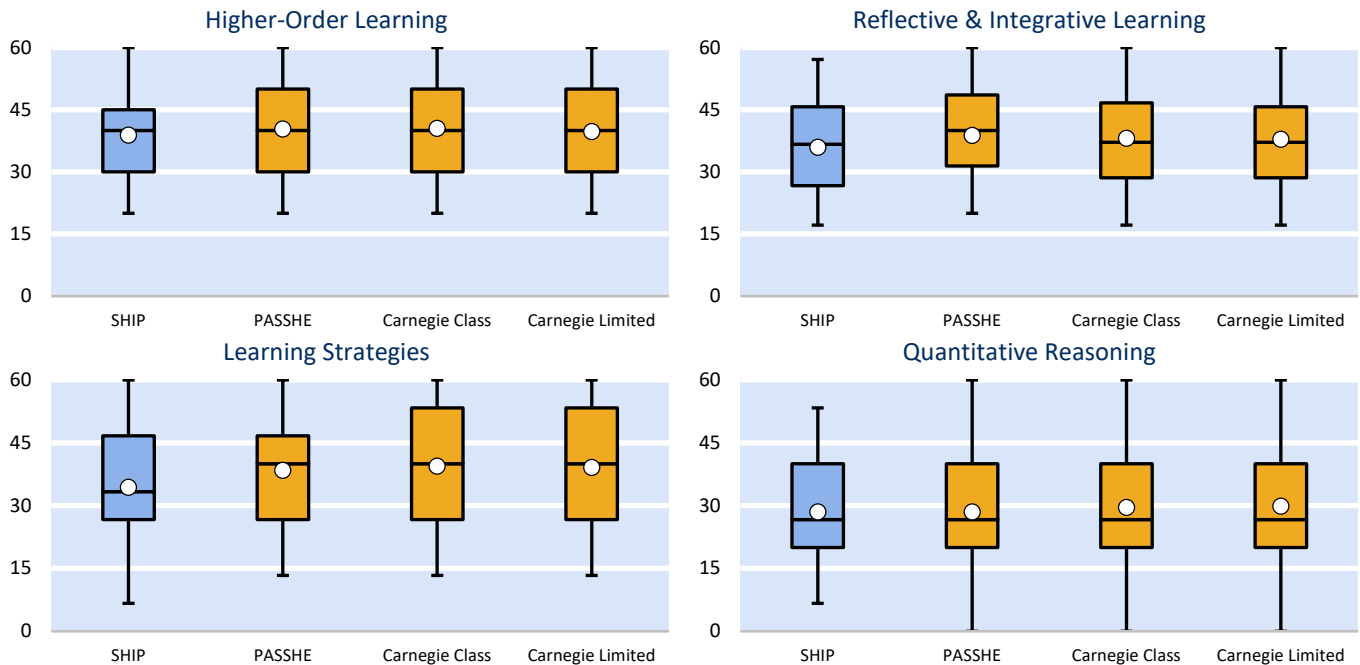 Higher-Order Learning
60
45
30
15
0
SHIP PASSHE Carnegie Class Carnegie Limited
Reflective & Integrative Learning
60
45
30
15
0
SHIP PASSHE Carnegie Class Carnegie Limited
Learning Strategies
60
45
30
15
0
SHIP PASSHE Carnegie Class Carnegie Limited
Quantitative Reasoning
60
45
30
15
0
SHIP PASSHE Carnegie Class Carnegie Limited